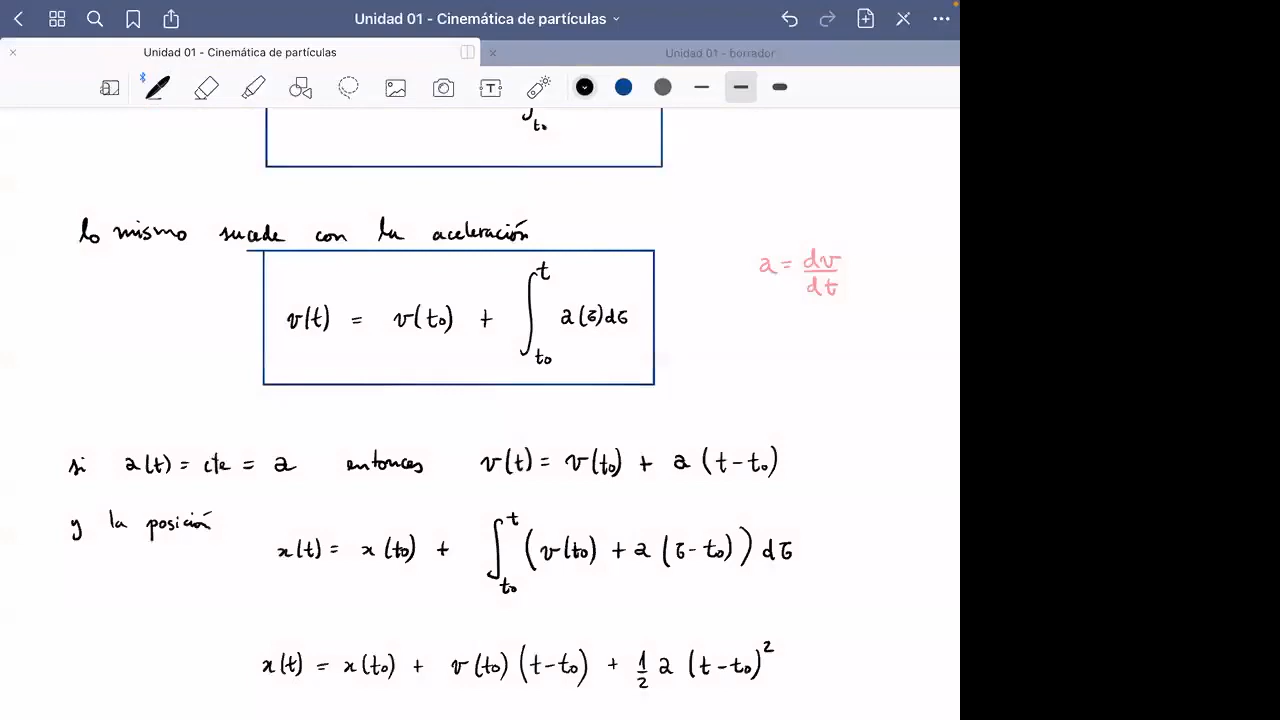 Unidad 01 - Cinemática de partículas
Unidad 01 - Cinemática de partículas
Unidad 01 - borrador
t₀
lo mismo sucede con la aceleración
a = dv/dt
v(t) = v(t₀) + ∫_{t₀}^{t} a(τ)dτ
si a(t) = cte = a entonces v(t) = v(t₀) + a (t-t₀)
y la posición
x(t) = x(t₀) + ∫_{t₀}^{t} (v(t₀) + a (τ-t₀)) dτ
x(t) = x(t₀) + v(t₀) (t-t₀) + 1/2 a (t-t₀)²